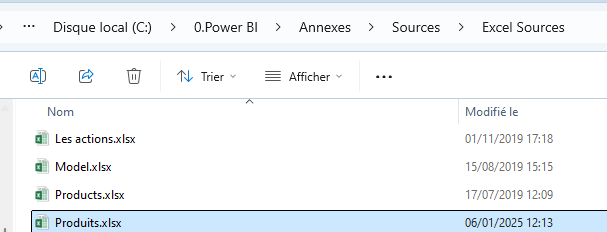 Disque local (C:) > 0.Power BI > Annexes > Sources > Excel Sources
Trier Afficher
Nom Modifié le
Les actions.xlsx 01/11/2019 17:18
Model.xlsx 15/08/2019 15:15
Products.xlsx 17/07/2019 12:09
Produits.xlsx 06/01/2025 12:13